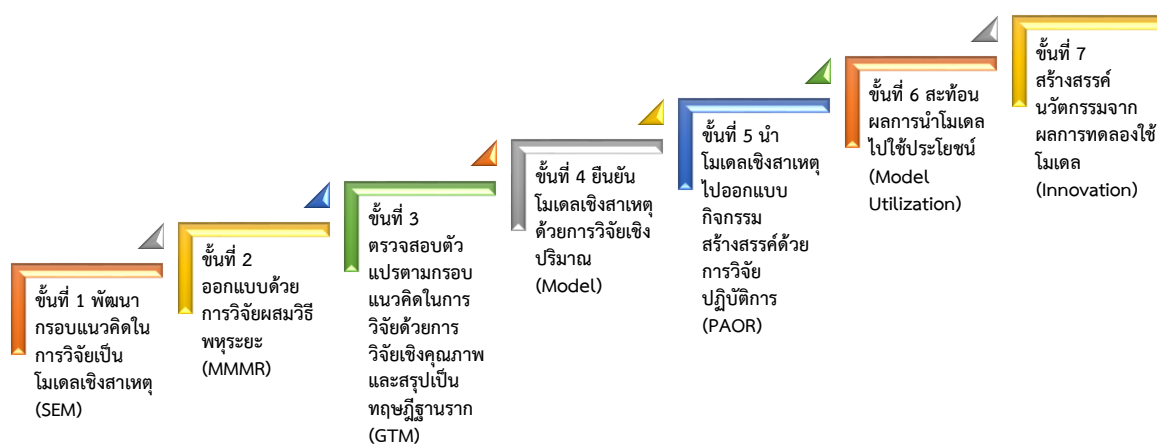 ขั้นที่ 1 พัฒนา
กรอบแนวคิดใน
การวิจัยเป็น
โมเดลเชิงสาเหตุ
(SEM)
ขั้นที่ 2
ออกแบบด้วย
การวิจัยผสมวิธี
พหุระยะ
(MMMR)
ขั้นที่ 3
ตรวจสอบตัว
แปรตามกรอบ
แนวคิดในการ
วิจัยด้วยการ
วิจัยเชิงคุณภาพ
และสรุปเป็น
ทฤษฎีฐานราก
(GTM)
ขั้นที่ 4 ยืนยัน
โมเดลเชิงสาเหตุ
ด้วยการวิจัยเชิง
ปริมาณ
(Model)
ขั้นที่ 5 นำ
โมเดลเชิงสาเหตุ
ไปออกแบบ
กิจกรรม
สร้างสรรค์ด้วย
การวิจัย
ปฏิบัติการ
(PAOR)
ขั้นที่ 6 สะท้อน
ผลการนำโมเดล
ไปใช้ประโยชน์
(Model
Utilization)
ขั้นที่ 7
สร้างสรรค์
นวัตกรรมจาก
ผลการทดลองใช้
โมเดล
(Innovation)